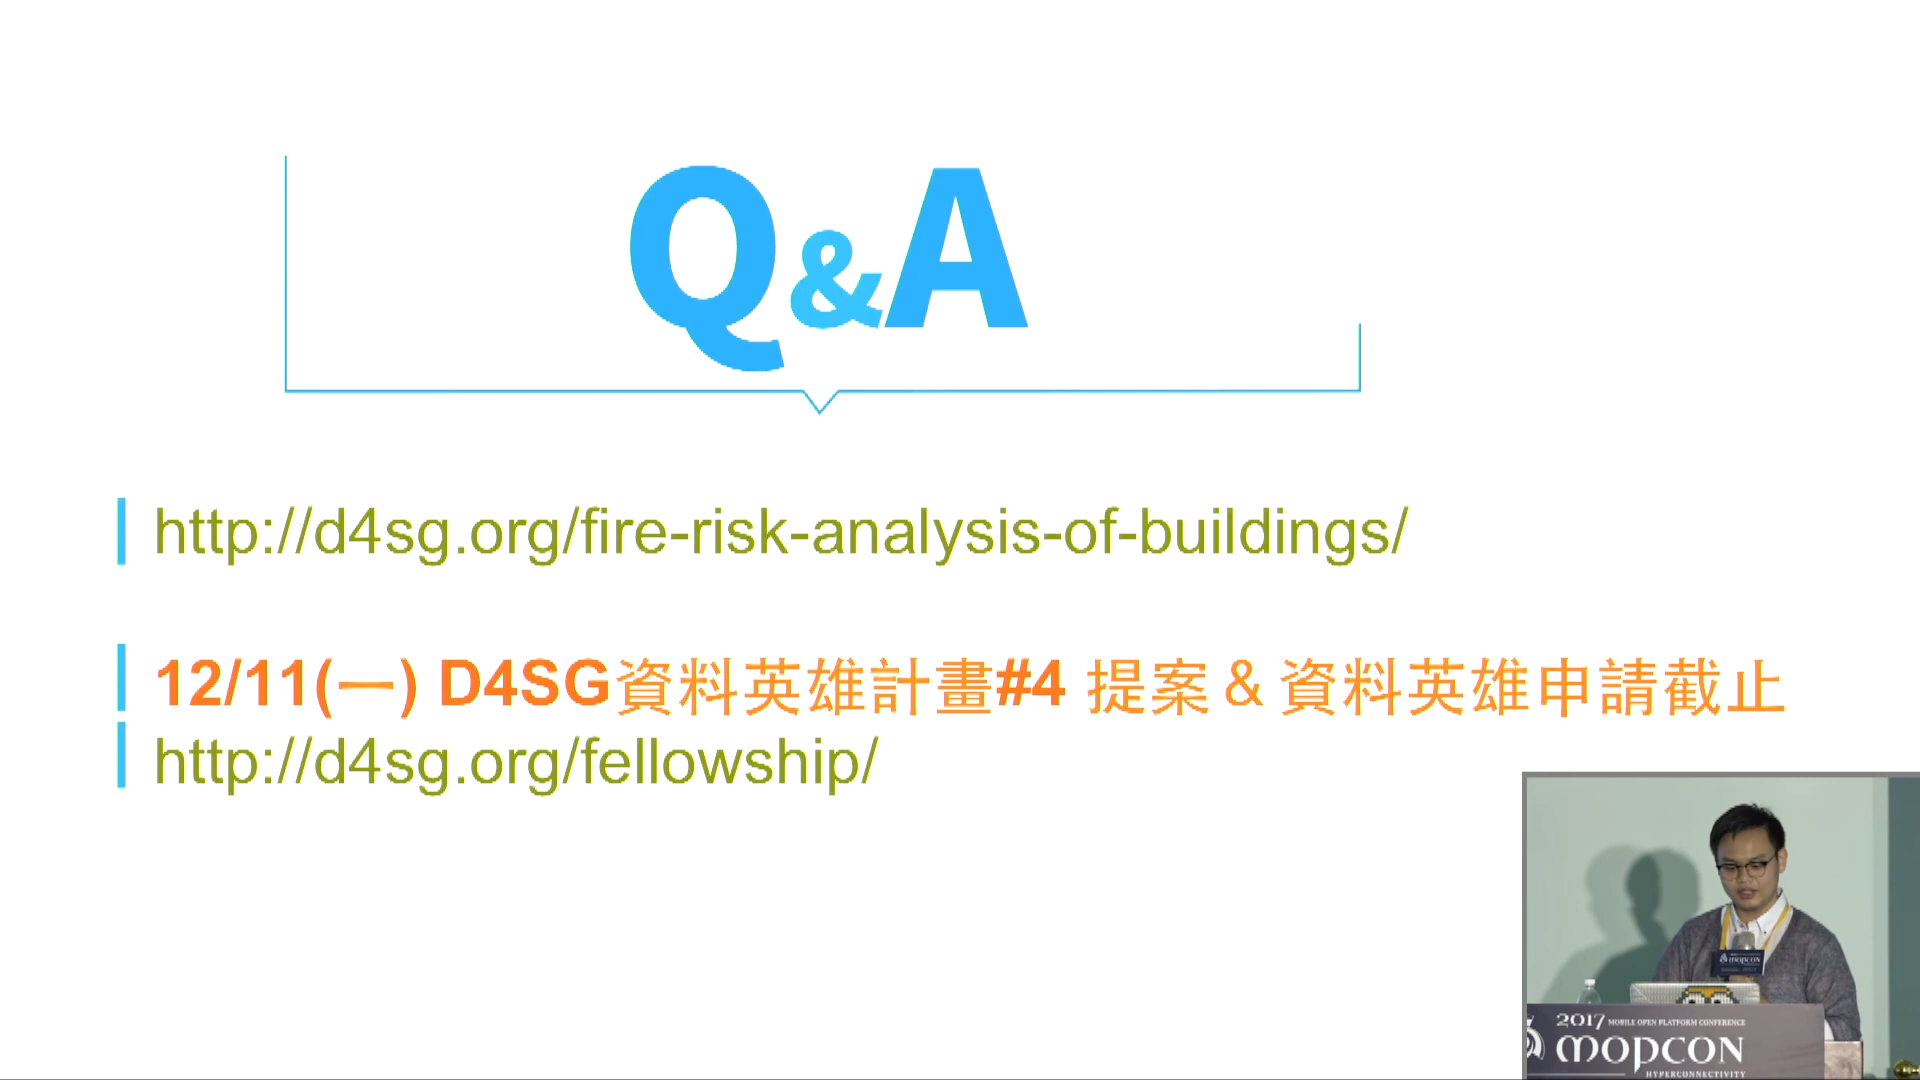 Q&A
http://d4sg.org/fire-risk-analysis-of-buildings/
12/11(一) D4SG資料英雄計畫#4 提案 & 資料英雄申請截止
http://d4sg.org/fellowship/
mopcon
2017 MOBILE OPEN PLATFORM CONFERENCE
MOPCON
HYPERCONNECTIVITY